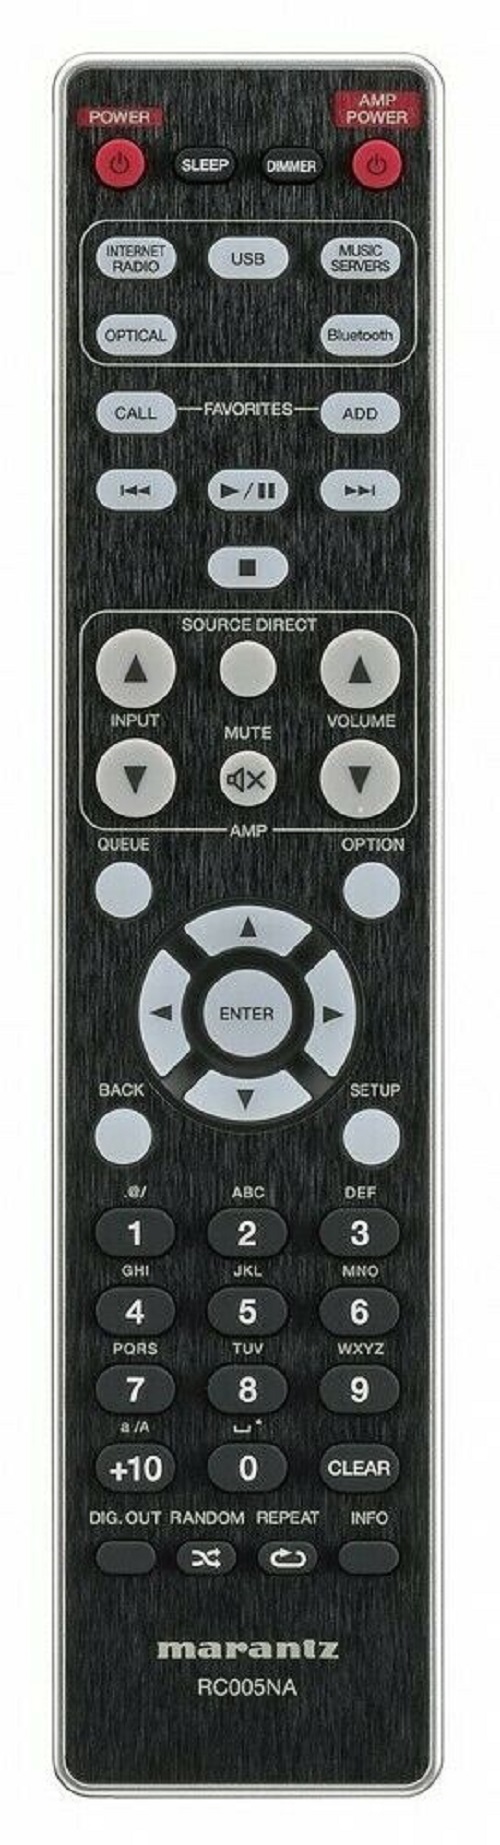 POWER
AMP
POWER
SLEEP
DIMMER
INTERNET
RADIO
USB
MUSIC
SERVERS
OPTICAL
Bluetooth
CALL
FAVORITES
ADD
SOURCE DIRECT
INPUT
MUTE
VOLUME
AMP
QUEUE
OPTION
ENTER
BACK
SETUP
.@/ ABC DEF
1 2 3
GHI JKL MNO
4 5 6
PQRS TUV WXYZ
7 8 9
a/A ␣*
+10 0 CLEAR
DIG. OUT RANDOM REPEAT INFO
marantz
RC005NA